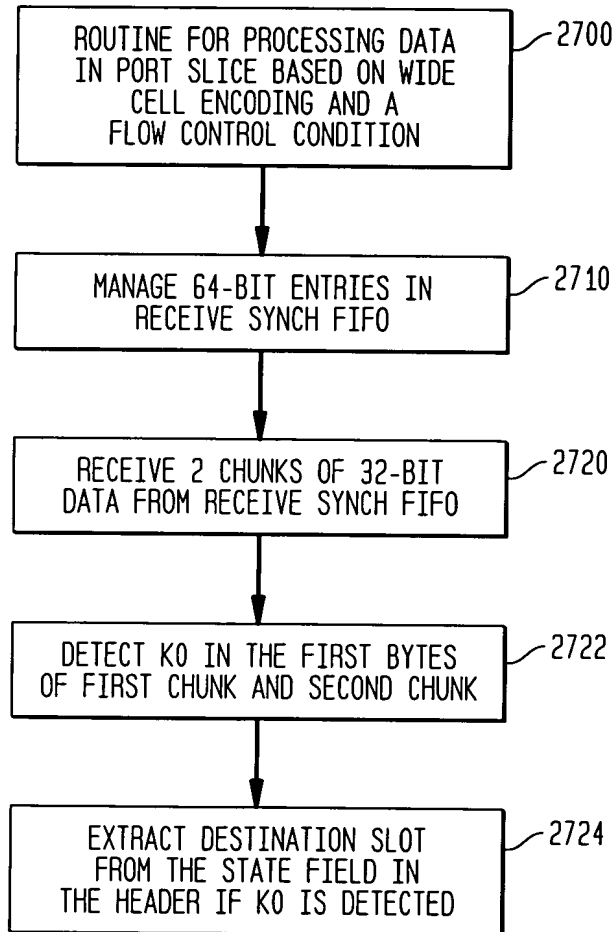 ROUTINE FOR PROCESSING DATA
IN PORT SLICE BASED ON WIDE
CELL ENCODING AND A
FLOW CONTROL CONDITION
2700
MANAGE 64-BIT ENTRIES IN
RECEIVE SYNCH FIFO
2710
RECEIVE 2 CHUNKS OF 32-BIT
DATA FROM RECEIVE SYNCH FIFO
2720
DETECT K0 IN THE FIRST BYTES
OF FIRST CHUNK AND SECOND CHUNK
2722
EXTRACT DESTINATION SLOT
FROM THE STATE FIELD IN
THE HEADER IF K0 IS DETECTED
2724